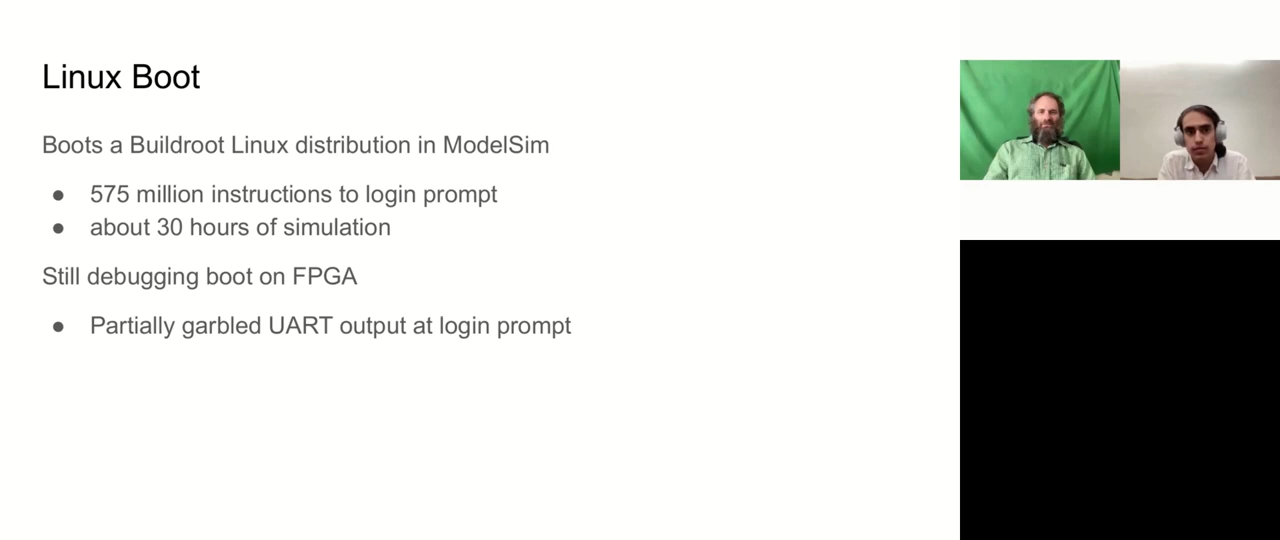 Linux Boot
Boots a Buildroot Linux distribution in ModelSim
● 575 million instructions to login prompt
● about 30 hours of simulation
Still debugging boot on FPGA
● Partially garbled UART output at login prompt